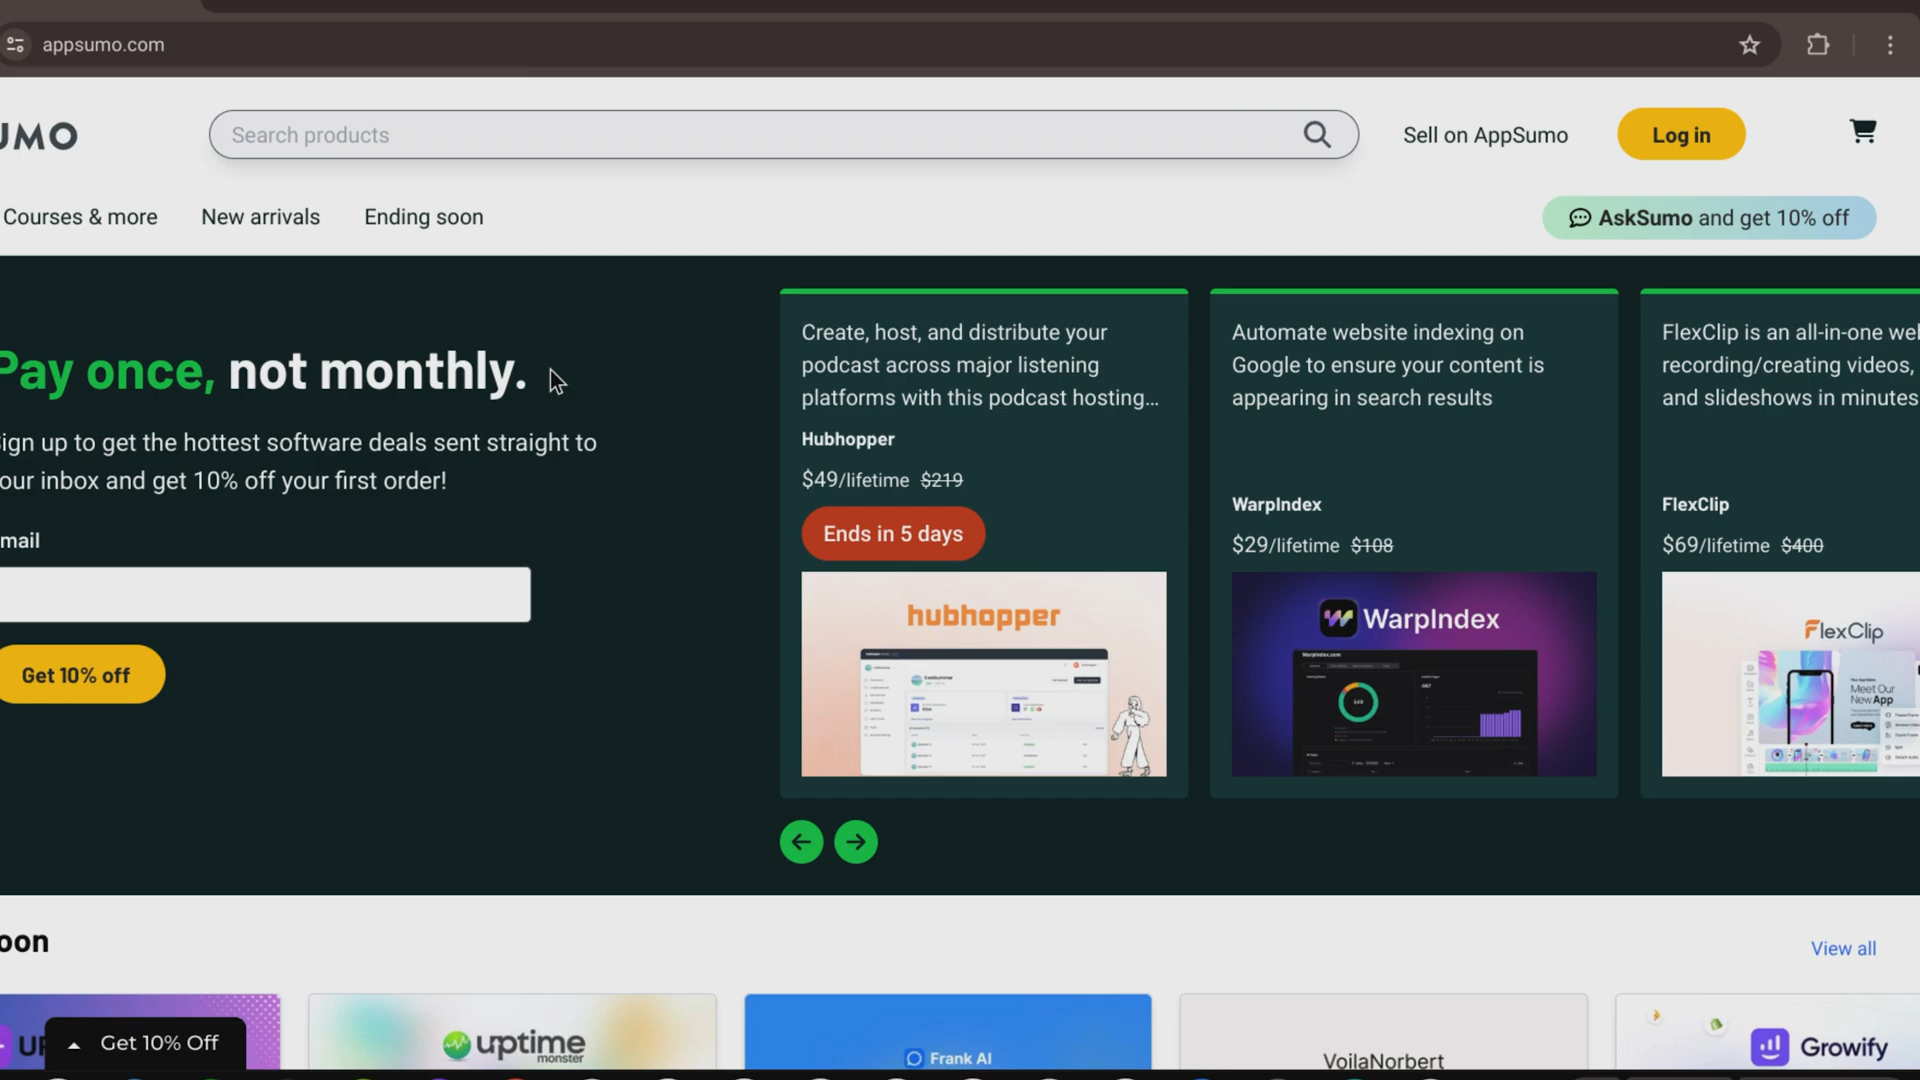 appsumo.com
UMO
Search products
Sell on AppSumo
Log in
Courses & more
New arrivals
Ending soon
AskSumo and get 10% off
Pay once, not monthly.
ign up to get the hottest software deals sent straight to
our inbox and get 10% off your first order!
mail
Get 10% off
Create, host, and distribute your
podcast across major listening
platforms with this podcast hosting...
Hubhopper
$49/lifetime $219
Ends in 5 days
hubhopper
Automate website indexing on
Google to ensure your content is
appearing in search results
WarpIndex
$29/lifetime $108
WarpIndex
WarpIndex.com
FlexClip is an all-in-one we
recording/creating videos,
and slideshows in minutes
FlexClip
$69/lifetime $400
FlexClip
Meet Our
New App
oon
View all
Get 10% Off
uptime
monster
Frank AI
VoilaNorbert
Growify